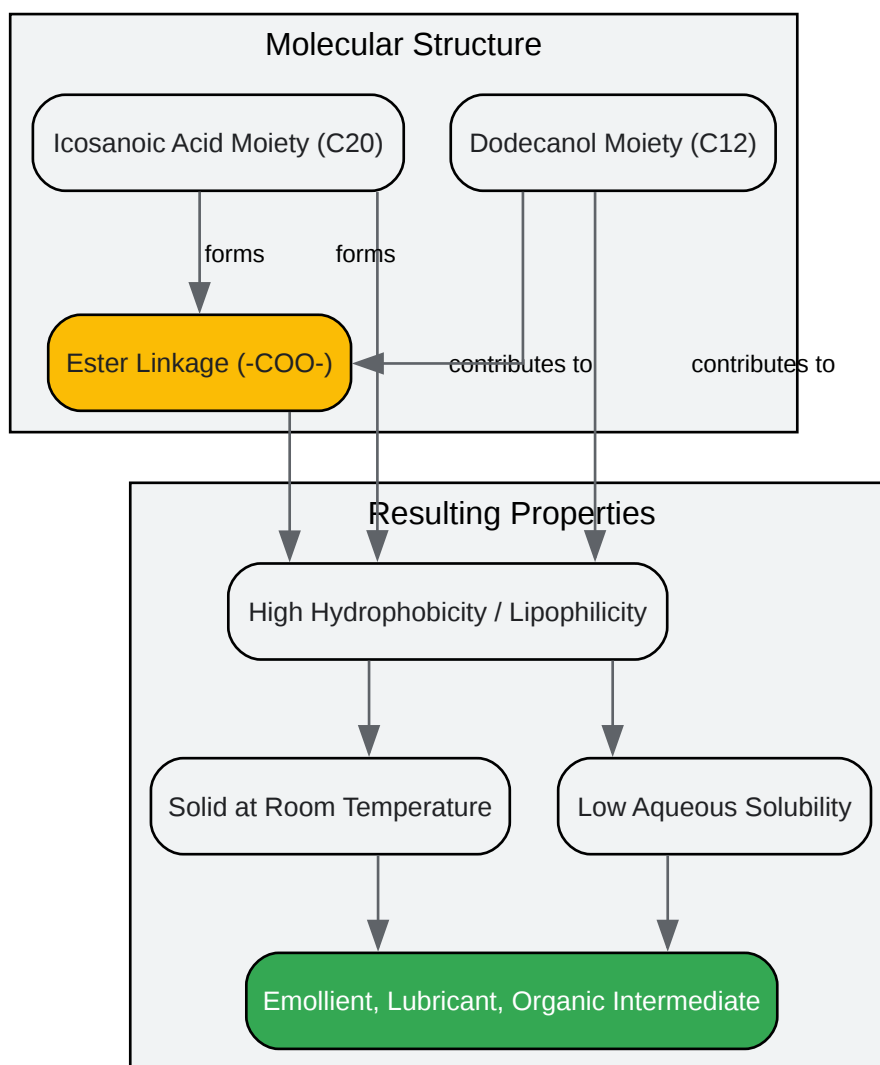 Molecular Structure
Icosanoic Acid Moiety (C20)
Dodecanol Moiety (C12)
forms
forms
Ester Linkage (-COO-)
contributes to
contributes to
Resulting Properties
High Hydrophobicity / Lipophilicity
Solid at Room Temperature
Low Aqueous Solubility
Emollient, Lubricant, Organic Intermediate